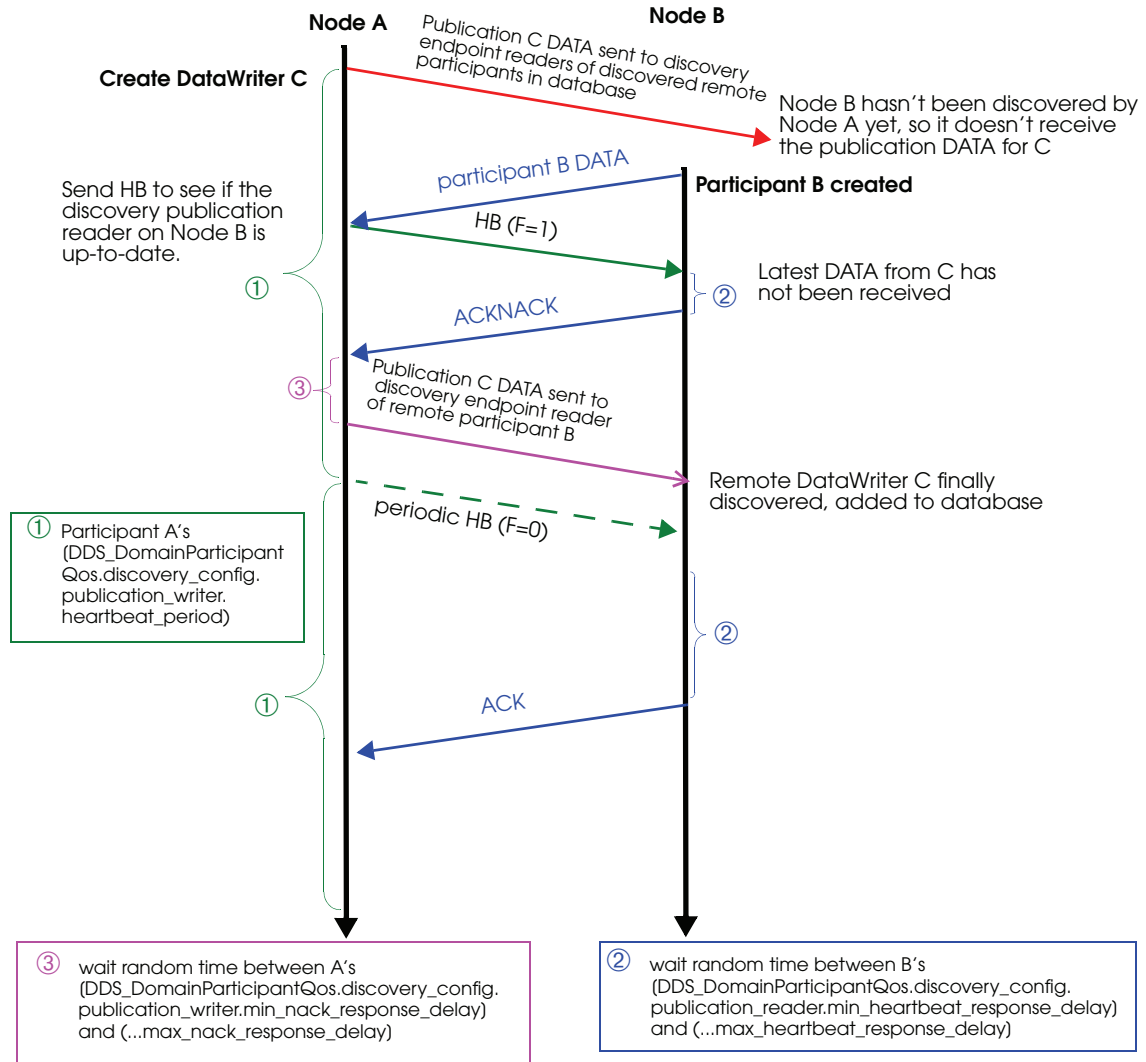 Node A
Node B
Create DataWriter C
Publication C DATA sent to discovery
endpoint readers of discovered remote
participants in database
Node B hasn't been discovered by
Node A yet, so it doesn't receive
the publication DATA for C
participant B DATA
Participant B created
Send HB to see if the
discovery publication
reader on Node B is
up-to-date.
HB (F=1)
①
②
Latest DATA from C has
not been received
ACKNACK
③
Publication C DATA sent to
discovery endpoint reader
of remote participant B
Remote DataWriter C finally
discovered, added to database
periodic HB (F=0)
① Participant A's
(DDS_DomainParticipant
Qos.discovery_config.
publication_writer.
heartbeat_period)
②
①
ACK
③ wait random time between A's
(DDS_DomainParticipantQos.discovery_config.
publication_writer.min_nack_response_delay)
and (...max_nack_response_delay)
② wait random time between B's
(DDS_DomainParticipantQos.discovery_config.
publication_reader.min_heartbeat_response_delay)
and (...max_heartbeat_response_delay)